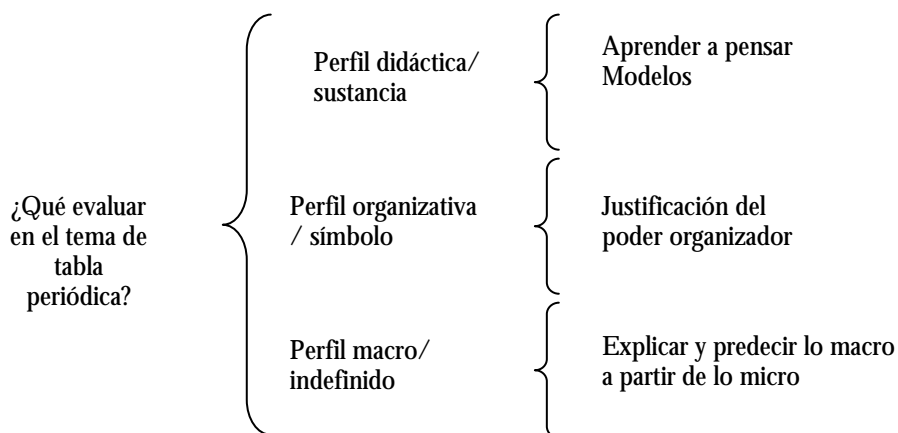 ¿Qué evaluar
en el tema de
tabla
periódica?
Perfil didáctica/
sustancia
Aprender a pensar
Modelos
Perfil organizativa
/ símbolo
Justificación del
poder organizador
Perfil macro/
indefinido
Explicar y predecir lo macro
a partir de lo micro